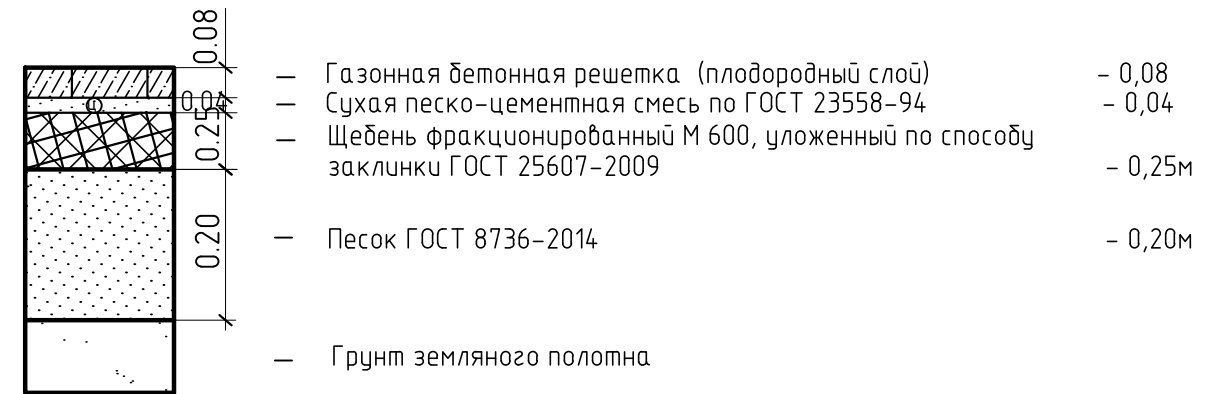 0.08
0.04
0.25
0.20
— Газонная бетонная решетка (плодородный слой) - 0,08
— Сухая песко-цементная смесь по ГОСТ 23558-94 - 0,04
— Щебень фракционированный М 600, уложенный по способу
заклинки ГОСТ 25607-2009 - 0,25м
— Песок ГОСТ 8736-2014 - 0,20м
— Грунт земляного полотна